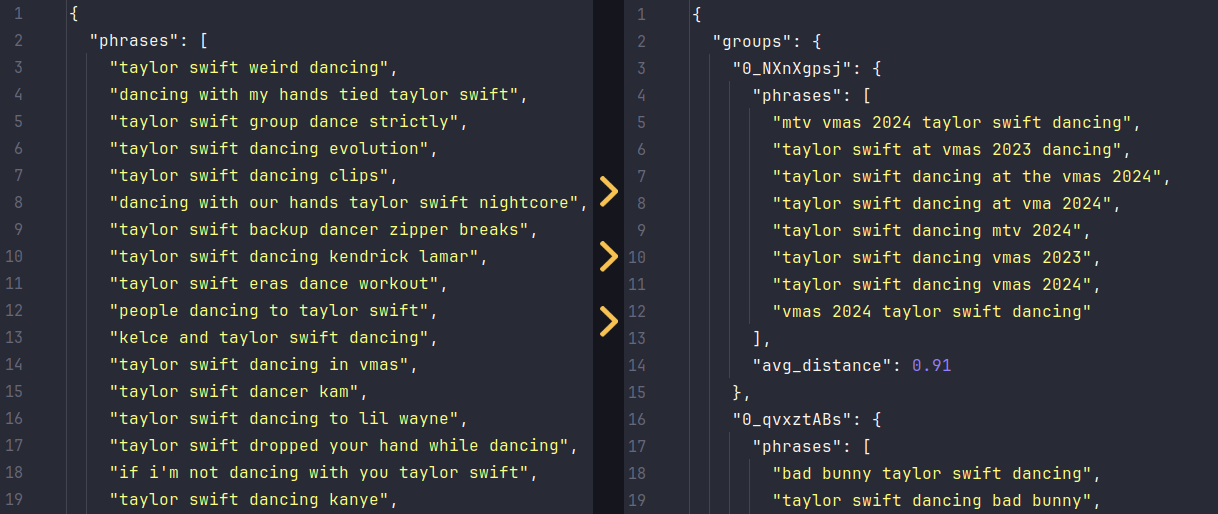 1 {
2 "phrases": [
3 "taylor swift weird dancing",
4 "dancing with my hands tied taylor swift",
5 "taylor swift group dance strictly",
6 "taylor swift dancing evolution",
7 "taylor swift dancing clips",
8 "dancing with our hands taylor swift nightcore",
9 "taylor swift backup dancer zipper breaks",
10 "taylor swift dancing kendrick lamar",
11 "taylor swift eras dance workout",
12 "people dancing to taylor swift",
13 "kelce and taylor swift dancing",
14 "taylor swift dancing in vmas",
15 "taylor swift dancer kam",
16 "taylor swift dancing to lil wayne",
17 "taylor swift dropped your hand while dancing",
18 "if i'm not dancing with you taylor swift",
19 "taylor swift dancing kanye",
1 {
2 "groups": {
3 "0_NXnXgpsj": {
4 "phrases": [
5 "mtv vmas 2024 taylor swift dancing",
6 "taylor swift at vmas 2023 dancing",
7 "taylor swift dancing at the vmas 2024",
8 "taylor swift dancing at vma 2024",
9 "taylor swift dancing mtv 2024",
10 "taylor swift dancing vmas 2023",
11 "taylor swift dancing vmas 2024",
12 "vmas 2024 taylor swift dancing"
13 ],
14 "avg_distance": 0.91
15 },
16 "0_qvxztABs": {
17 "phrases": [
18 "bad bunny taylor swift dancing",
19 "taylor swift dancing bad bunny",